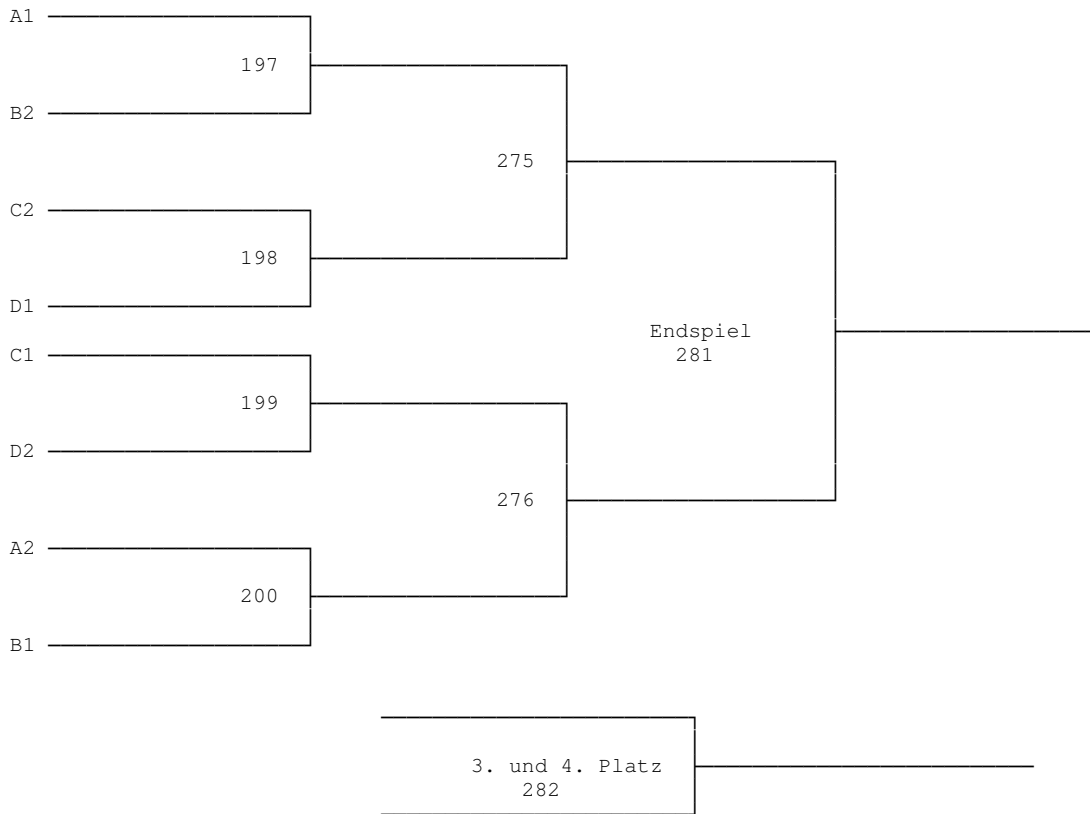 A1
197
B2
275
C2
198
D1
Endspiel
C1
281
199
D2
276
A2
200
B1
3. und 4. Platz
282